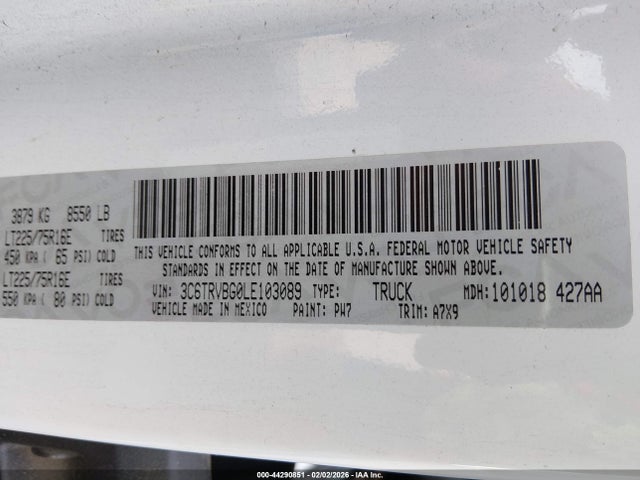 3879 KG 8550 LB
LT225/75R16E TIRES
450 KPA ( 65 PSI) COLD
LT225/75R16E TIRES
550 KPA ( 80 PSI) COLD
THIS VEHICLE CONFORMS TO ALL APPLICABLE U.S.A. FEDERAL MOTOR VEHICLE SAFETY
STANDARDS IN EFFECT ON THE DATE OF MANUFACTURE SHOWN ABOVE.
VIN: 3C6TRVBG0LE103089 TYPE: TRUCK MDH: 101018 427AA
VEHICLE MADE IN MEXICO PAINT: PW7 TRIM: A7X9
000-44290851 - 02/02/2026 - IAA Inc.